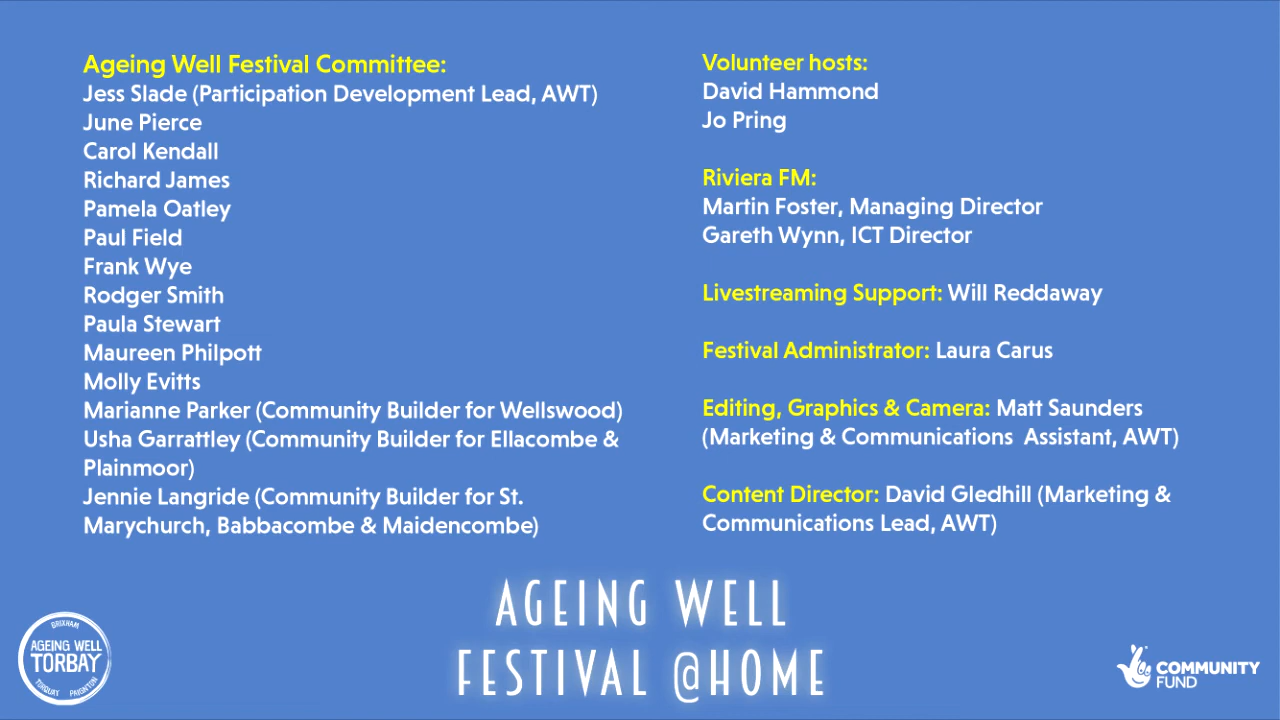 Ageing Well Festival Committee:
Jess Slade (Participation Development Lead, AWT)
June Pierce
Carol Kendall
Richard James
Pamela Oatley
Paul Field
Frank Wye
Rodger Smith
Paula Stewart
Maureen Philpott
Molly Evitts
Marianne Parker (Community Builder for Wellswood)
Usha Garrattley (Community Builder for Ellacombe &
Plainmoor)
Jennie Langride (Community Builder for St.
Marychurch, Babbacombe & Maidencombe)
Volunteer hosts:
David Hammond
Jo Pring
Riviera FM:
Martin Foster, Managing Director
Gareth Wynn, ICT Director
Livestreaming Support: Will Reddaway
Festival Administrator: Laura Carus
Editing, Graphics & Camera: Matt Saunders
(Marketing & Communications  Assistant, AWT)
Content Director: David Gledhill (Marketing &
Communications Lead, AWT)
AGEING WELL
FESTIVAL @HOME
BRIXHAM
AGEING WELL
TORBAY
TORQUAY PAIGNTON
COMMUNITY
FUND